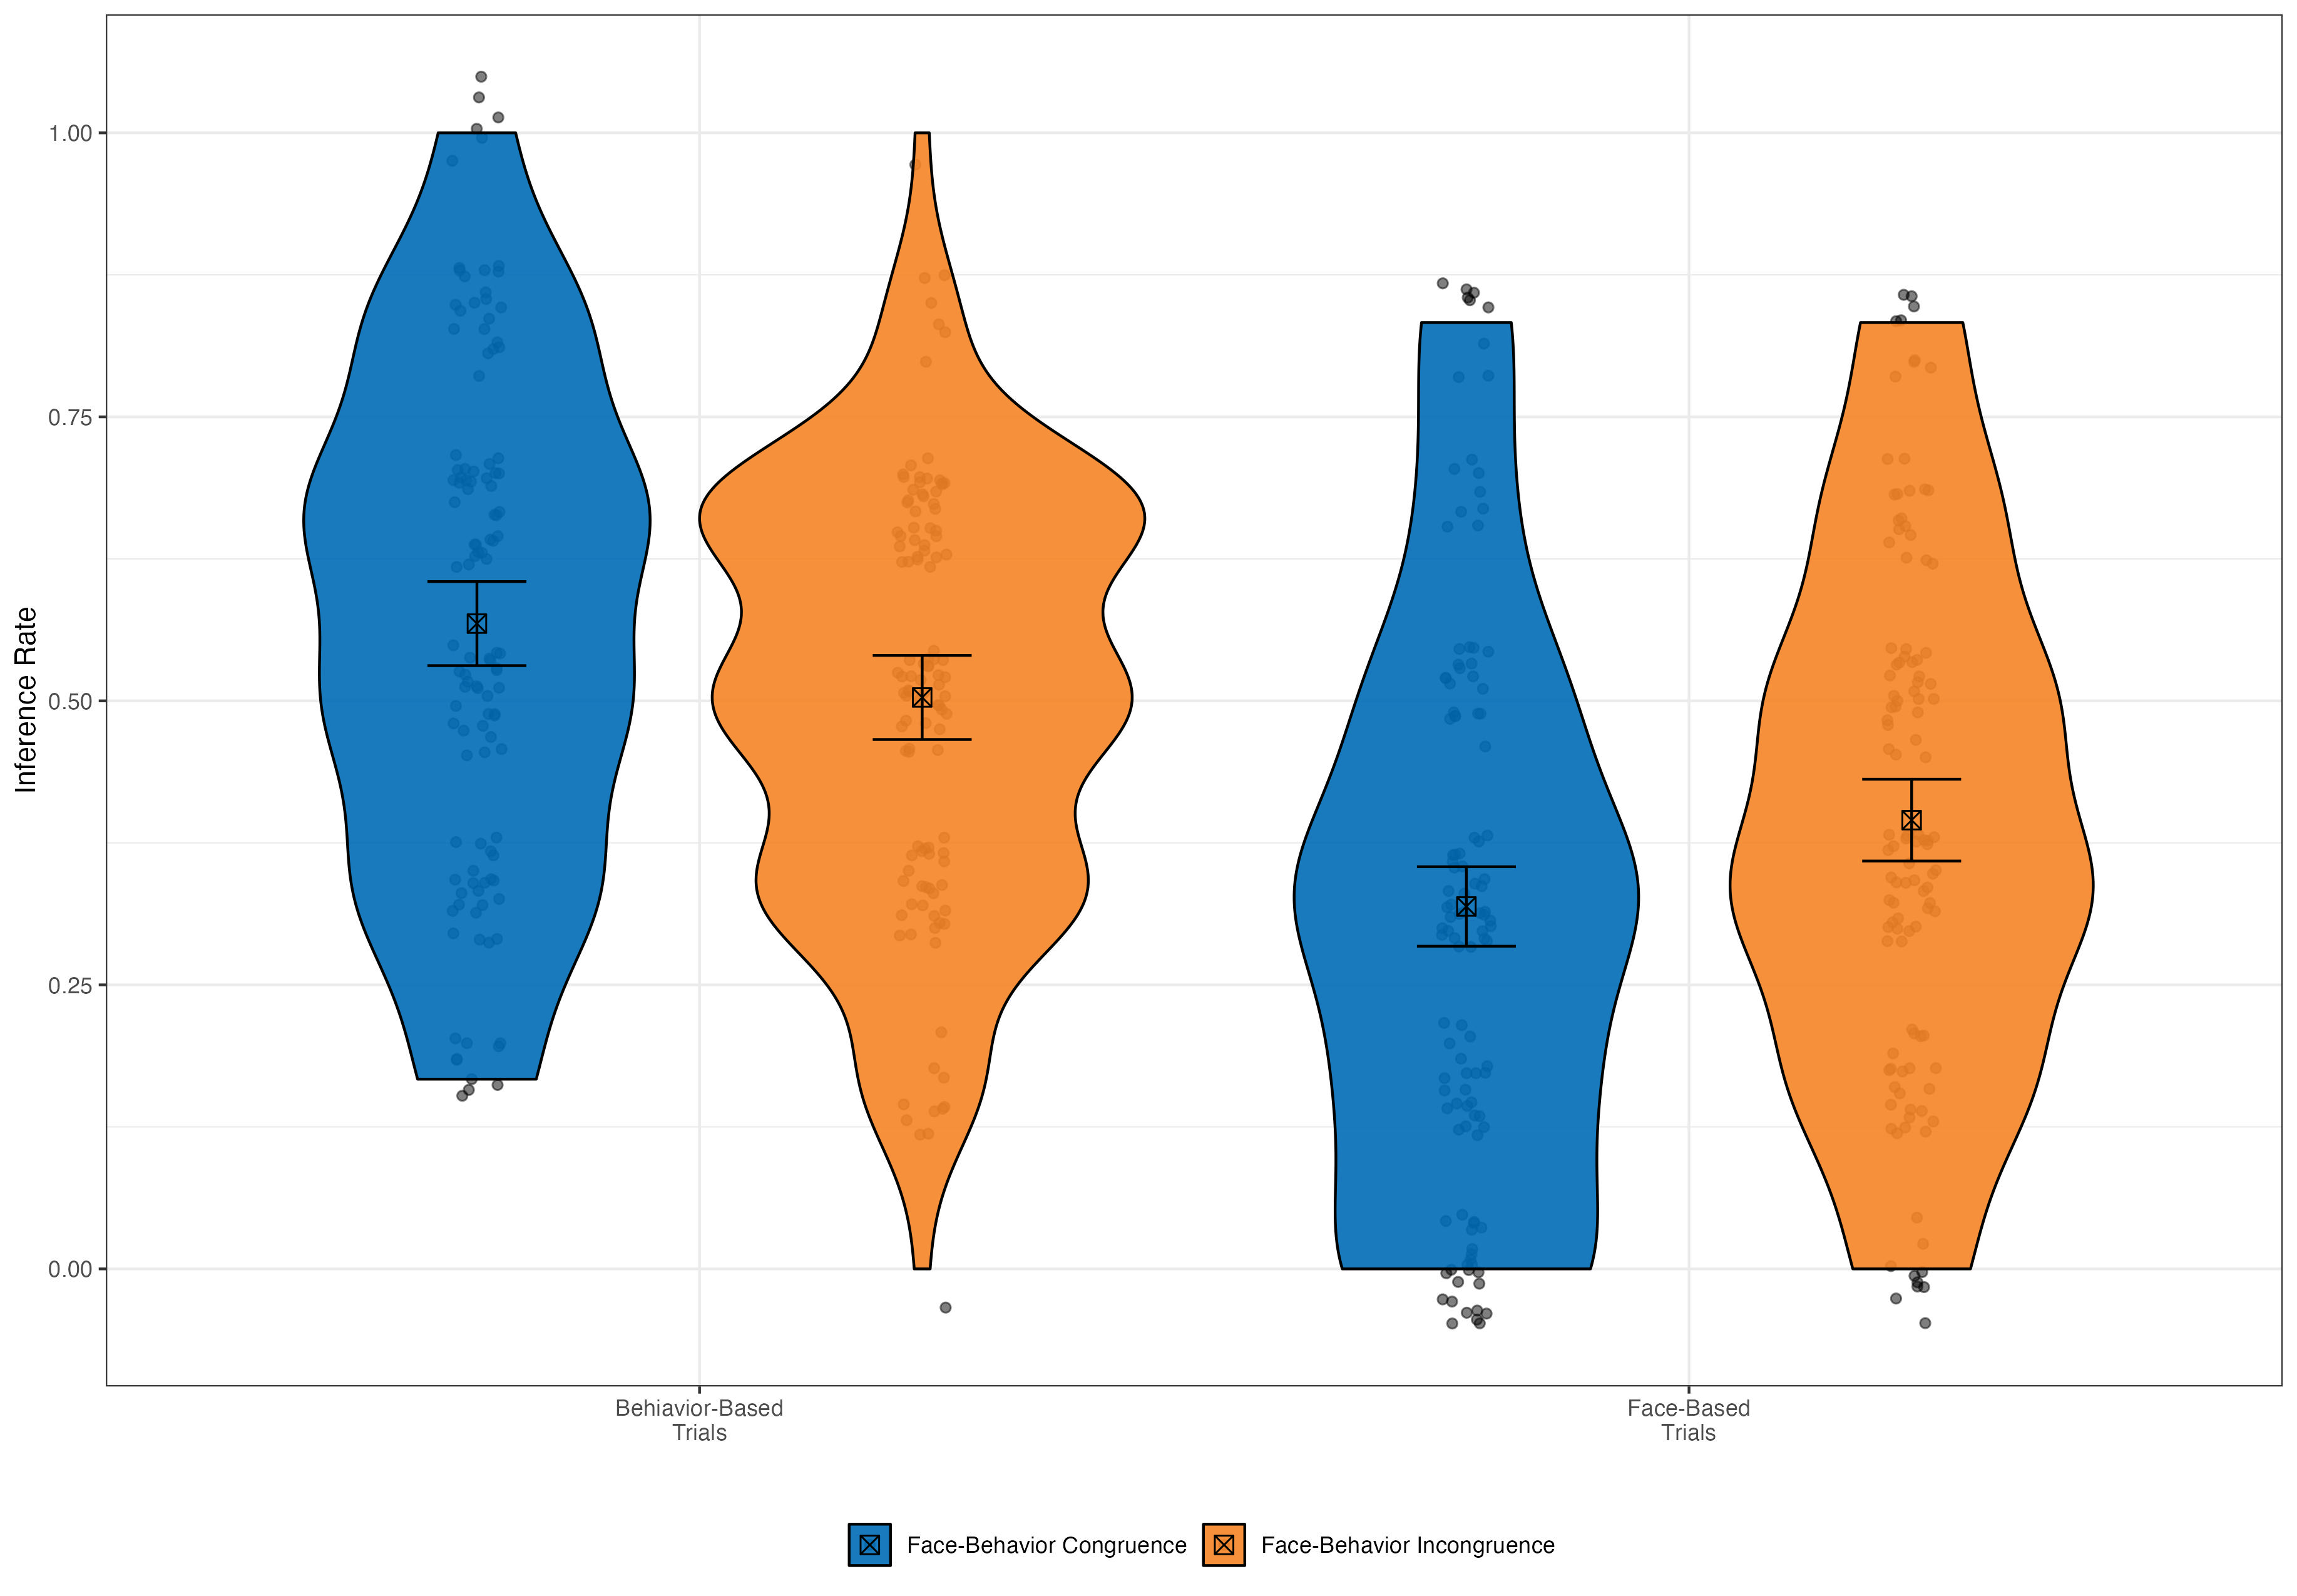 Inference Rate
1.00
0.75
0.50
0.25
0.00
Behiavior-Based
Trials
Face-Based
Trials
Face-Behavior Congruence
Face-Behavior Incongruence